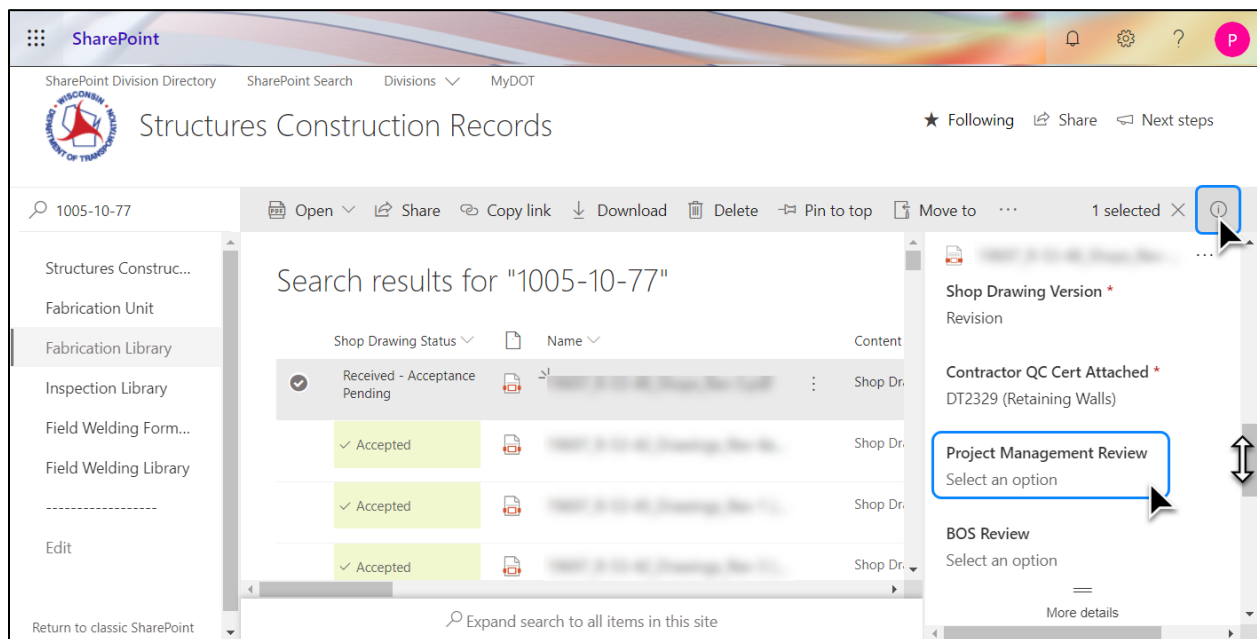 SharePoint
P
SharePoint Division Directory SharePoint Search Divisions MyDOT
WISCONSIN
DEPARTMENT OF TRANSPORTATION
Structures Construction Records
Following Share Next steps
1005-10-77
PDF Open Share Copy link Download Delete Pin to top Move to ... 1 selected
Structures Construc...
Fabrication Unit
Fabrication Library
Inspection Library
Field Welding Form...
Field Welding Library
------------------
Edit
Return to classic SharePoint
Search results for "1005-10-77"
Shop Drawing Status Name Content
Received - Acceptance
Pending
Shop Dra
Accepted
Shop Dra
Accepted
Shop Dra
Accepted
Shop Dra
Expand search to all items in this site
...
Shop Drawing Version *
Revision
Contractor QC Cert Attached *
DT2329 (Retaining Walls)
Project Management Review
Select an option
BOS Review
Select an option
More details